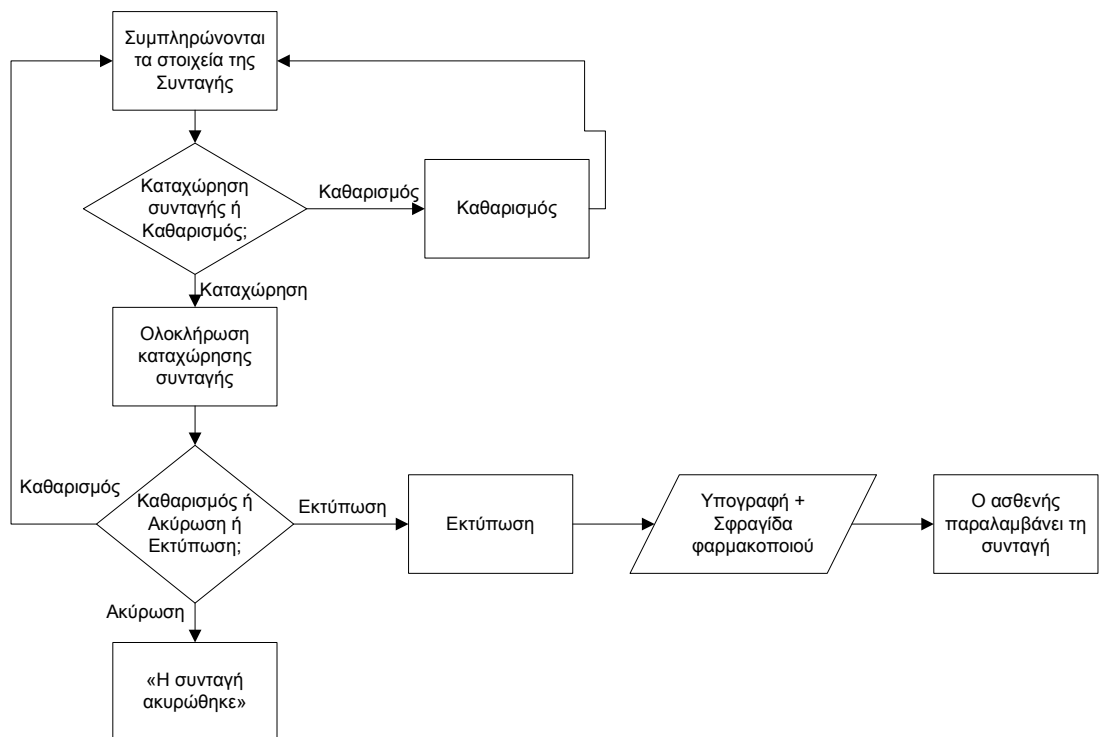 Συμπληρώνονται
τα στοιχεία της
Συνταγής
Καταχώρηση
συνταγής ή
Καθαρισμός;
Καθαρισμός
Καθαρισμός
Καταχώρηση
Ολοκλήρωση
καταχώρησης
συνταγής
Καθαρισμός
Καθαρισμός ή
Ακύρωση ή
Εκτύπωση;
Εκτύπωση
Εκτύπωση
Υπογραφή +
Σφραγίδα
φαρμακοποιού
Ο ασθενής
παραλαμβάνει τη
συνταγή
Ακύρωση
«Η συνταγή
ακυρώθηκε»